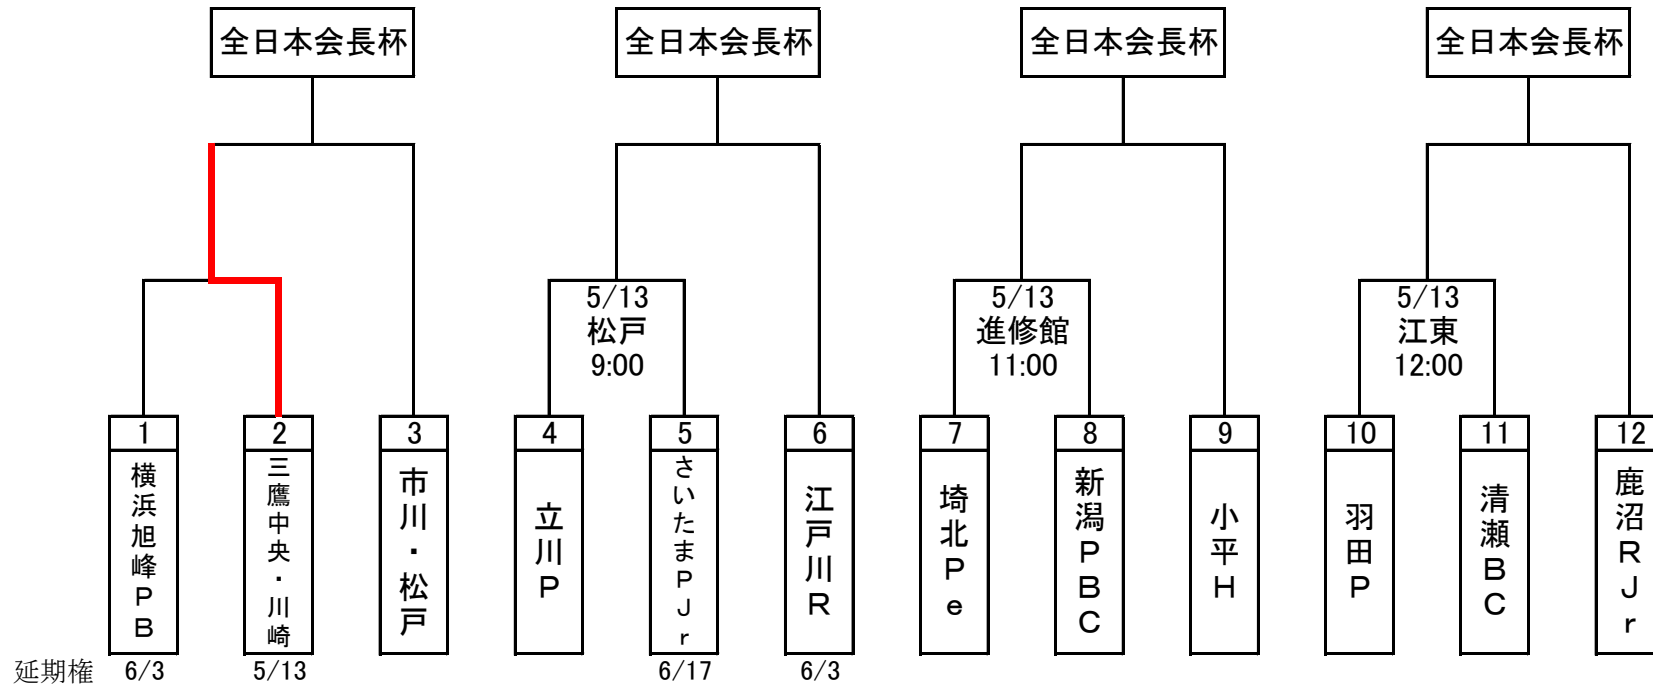 全日本会長杯
全日本会長杯
全日本会長杯
全日本会長杯
5/13
松戸
9:00
5/13
進修館
11:00
5/13
江東
12:00
1
2
3
4
5
6
7
8
9
10
11
12
横浜旭峰PB
三鷹中央・川崎
市川・松戸
立川P
さいたまPJr
江戸川R
埼北Pe
新潟PBC
小平H
羽田P
清瀬BC
鹿沼RJr
延期権 6/3 5/13 6/17 6/3